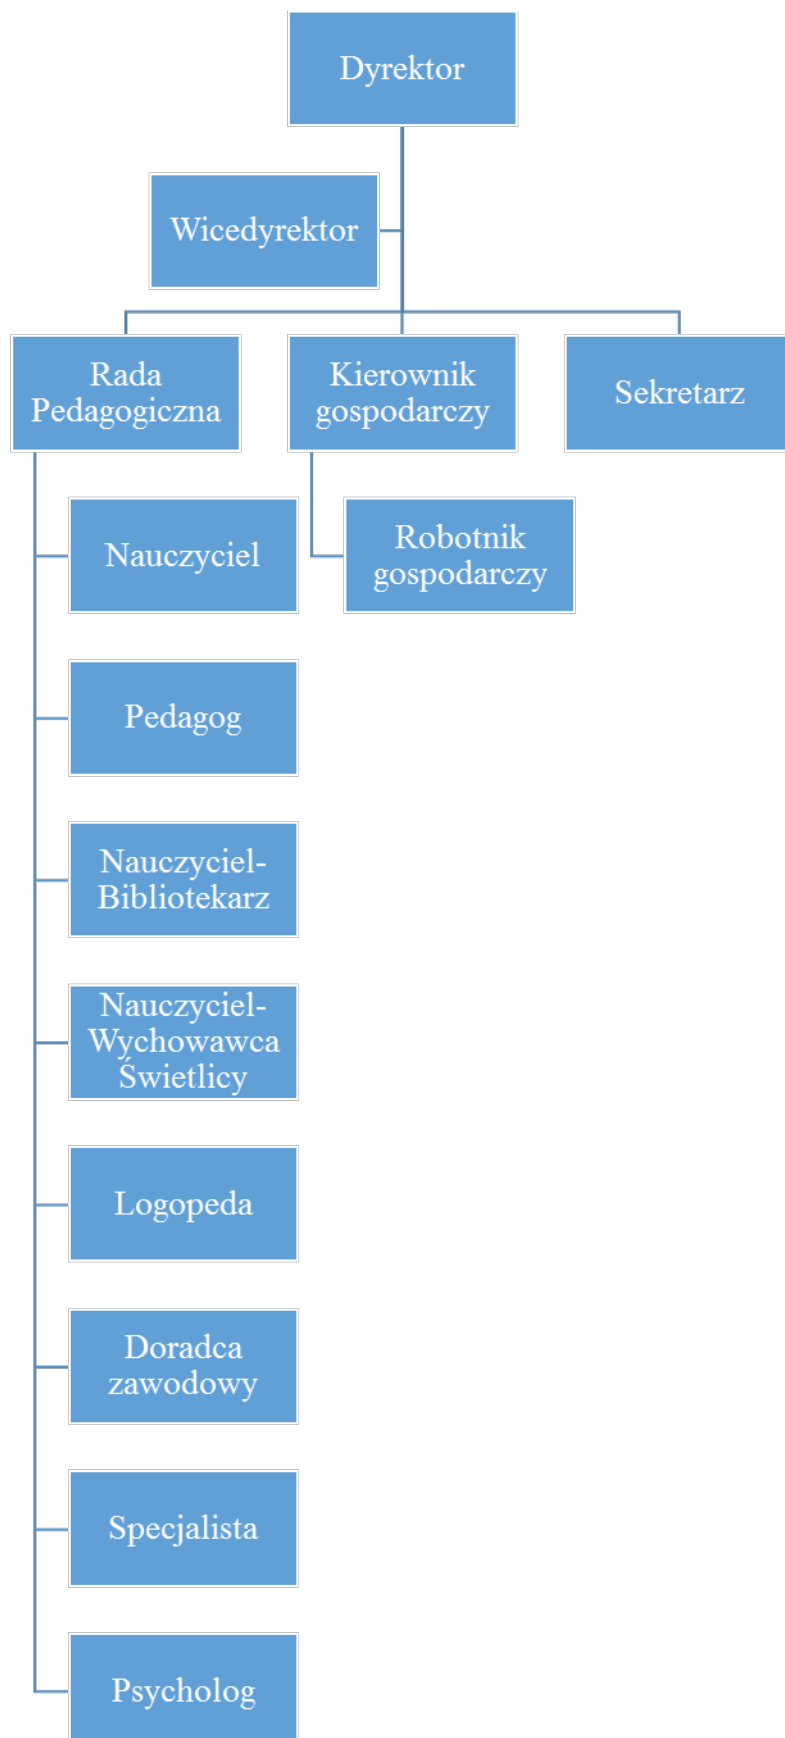 Dyrektor
Wicedyrektor
Rada
Pedagogiczna
Kierownik
gospodarczy
Sekretarz
Nauczyciel
Robotnik
gospodarczy
Pedagog
Nauczyciel-
Bibliotekarz
Nauczyciel-
Wychowawca
Świetlicy
Logopeda
Doradca
zawodowy
Specjalista
Psycholog